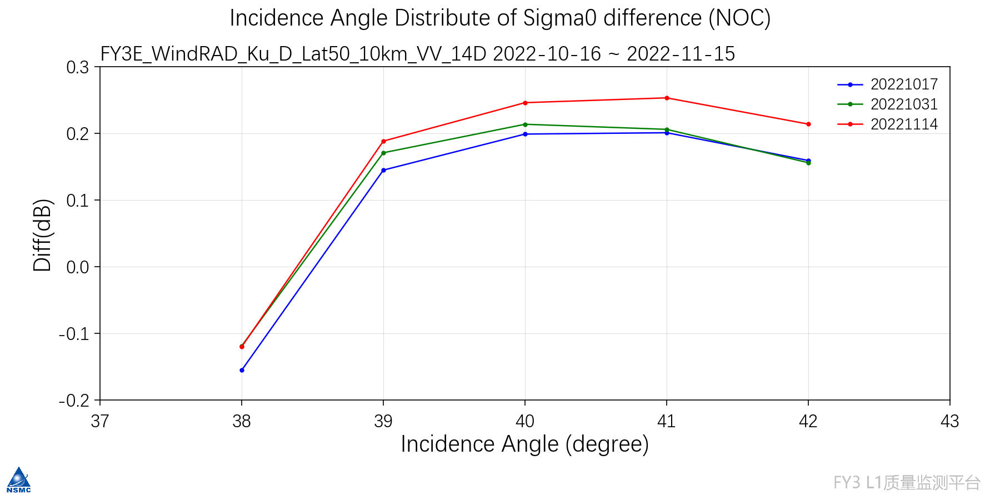 Incidence Angle Distribute of Sigma0 difference (NOC)
FY3E_WindRAD_Ku_D_Lat50_10km_VV_14D 2022-10-16 ~ 2022-11-15
0.3
0.2
0.1
0.0
-0.1
-0.2
Diff(dB)
20221017
20221031
20221114
37 38 39 40 41 42 43
Incidence Angle (degree)
NSMC
FY3 L1质量监测平台